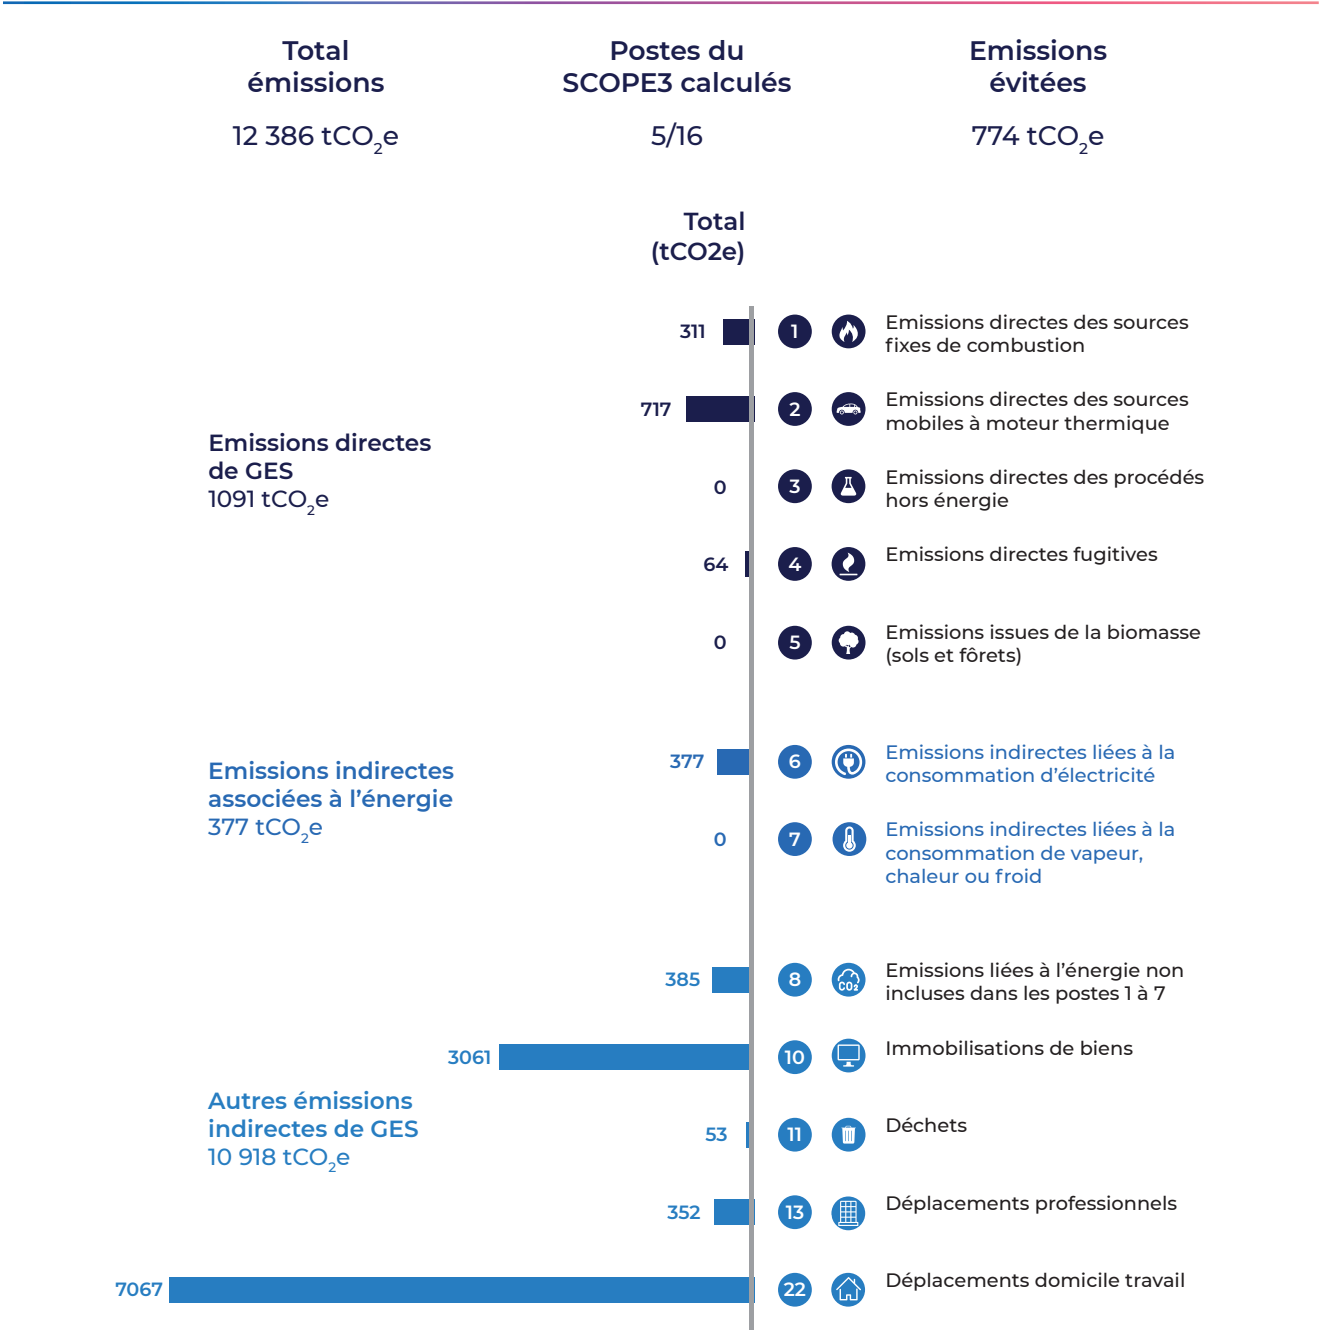 Total
émissions
12 386 tCO₂e
Postes du
SCOPE3 calculés
5/16
Emissions
évitées
774 tCO₂e
Total
(tCO2e)
Emissions directes
de GES
1091 tCO₂e
311
1
Emissions directes des sources
fixes de combustion
717
2
Emissions directes des sources
mobiles à moteur thermique
0
3
Emissions directes des procédés
hors énergie
64
4
Emissions directes fugitives
0
5
Emissions issues de la biomasse
(sols et fôrets)
Emissions indirectes
associées à l’énergie
377 tCO₂e
377
6
Emissions indirectes liées à la
consommation d’électricité
0
7
Emissions indirectes liées à la
consommation de vapeur,
chaleur ou froid
Autres émissions
indirectes de GES
10 918 tCO₂e
385
8
CO₂
Emissions liées à l’énergie non
incluses dans les postes 1 à 7
3061
10
Immobilisations de biens
53
11
Déchets
352
13
Déplacements professionnels
7067
22
Déplacements domicile travail